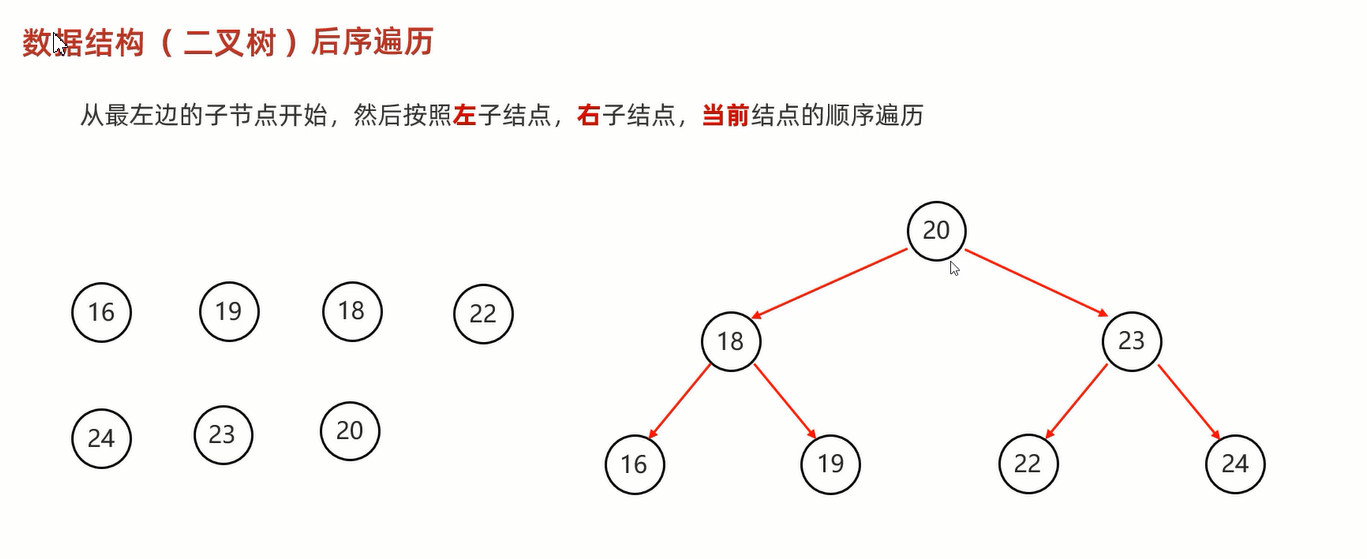 数据结构（二叉树）后序遍历
从最左边的子节点开始，然后按照左子结点，右子结点，当前结点的顺序遍历
20
16 19 18 22
18 23
24 23 20
16 19 22 24